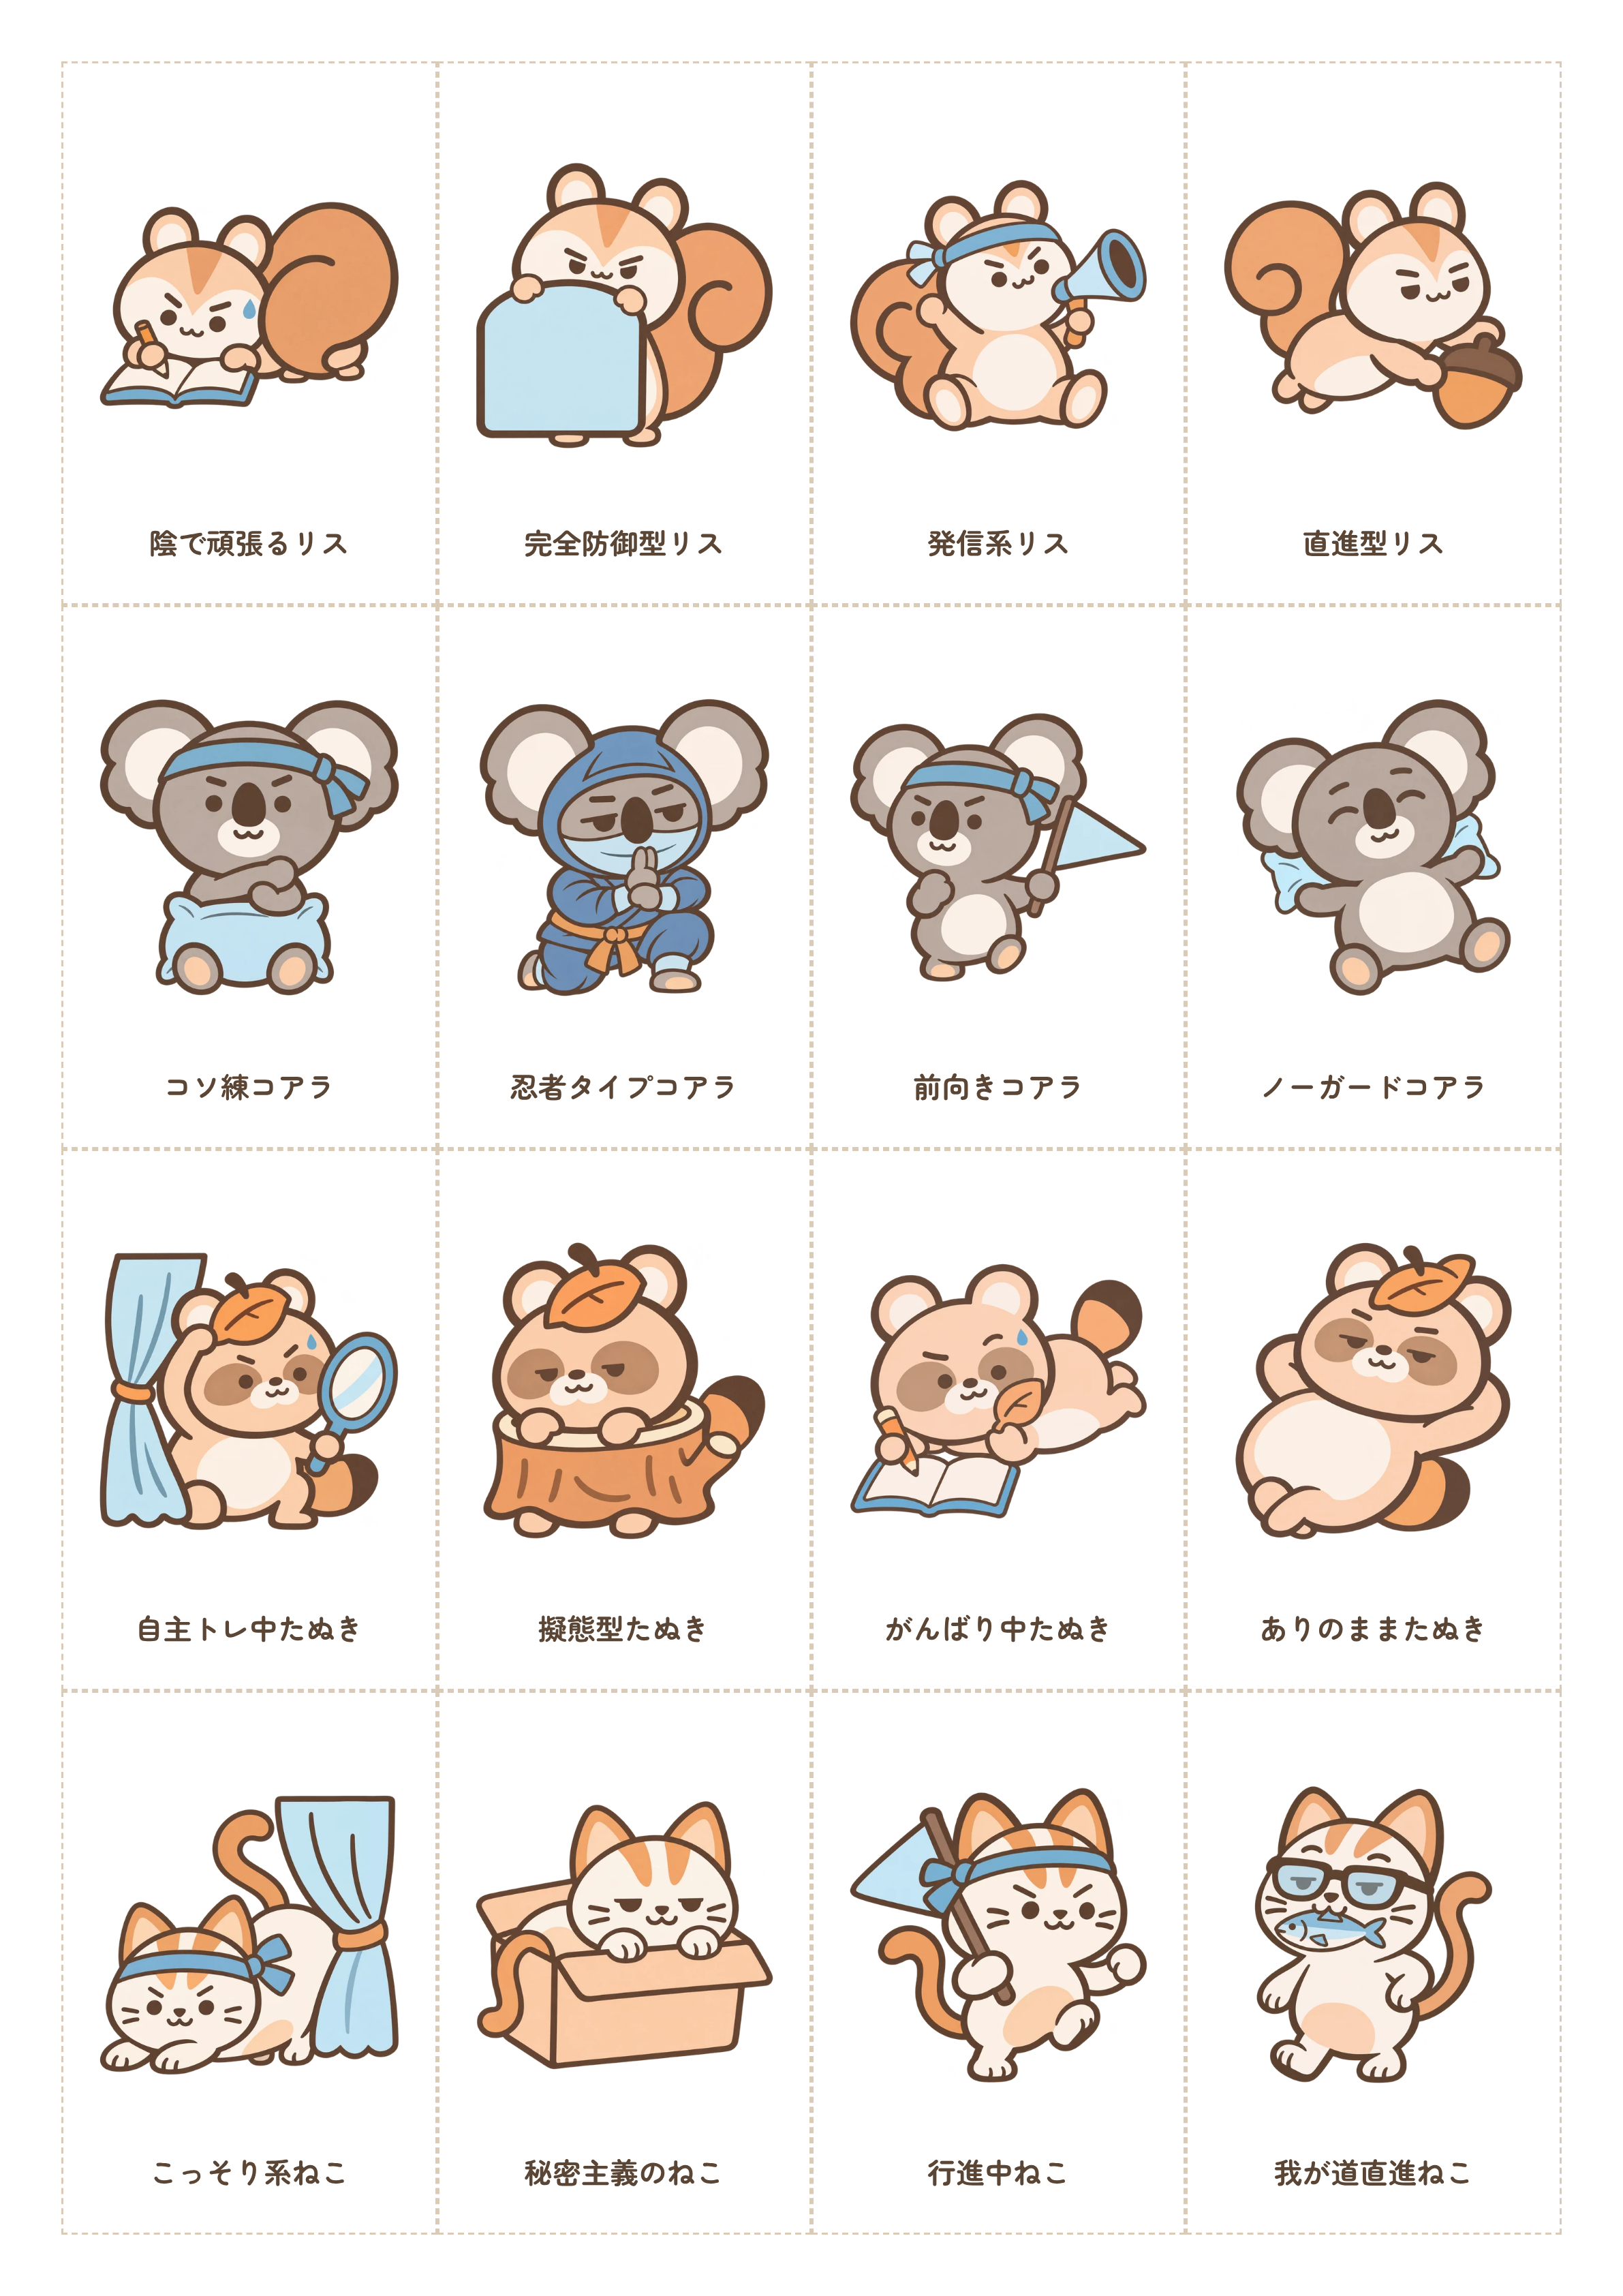 陰で頑張るリス
完全防御型リス
発信系リス
直進型リス
コソ練コアラ
忍者タイプコアラ
前向きコアラ
ノーガードコアラ
自主トレ中たぬき
擬態型たぬき
がんばり中たぬき
ありのままたぬき
こっそり系ねこ
秘密主義のねこ
行進中ねこ
我が道直進ねこ